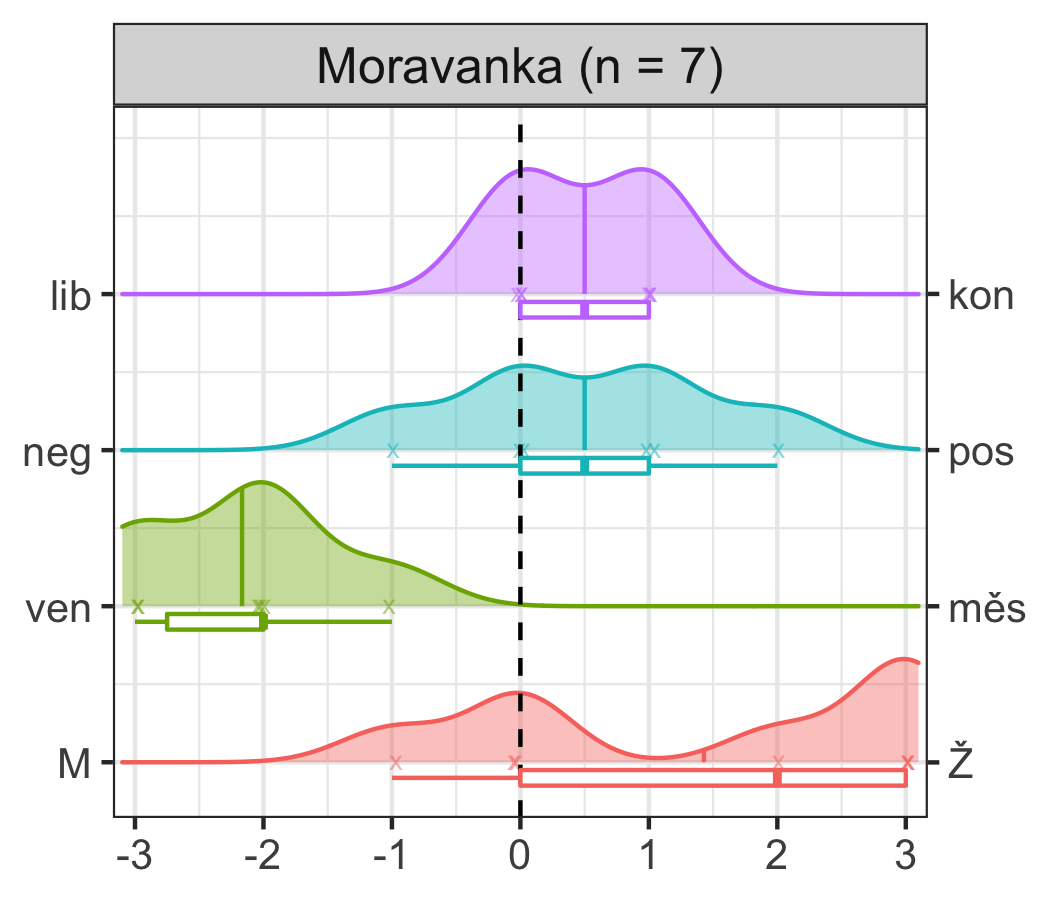 Moravanka (n = 7)
lib kon
neg pos
ven měs
M Ž
-3 -2 -1 0 1 2 3